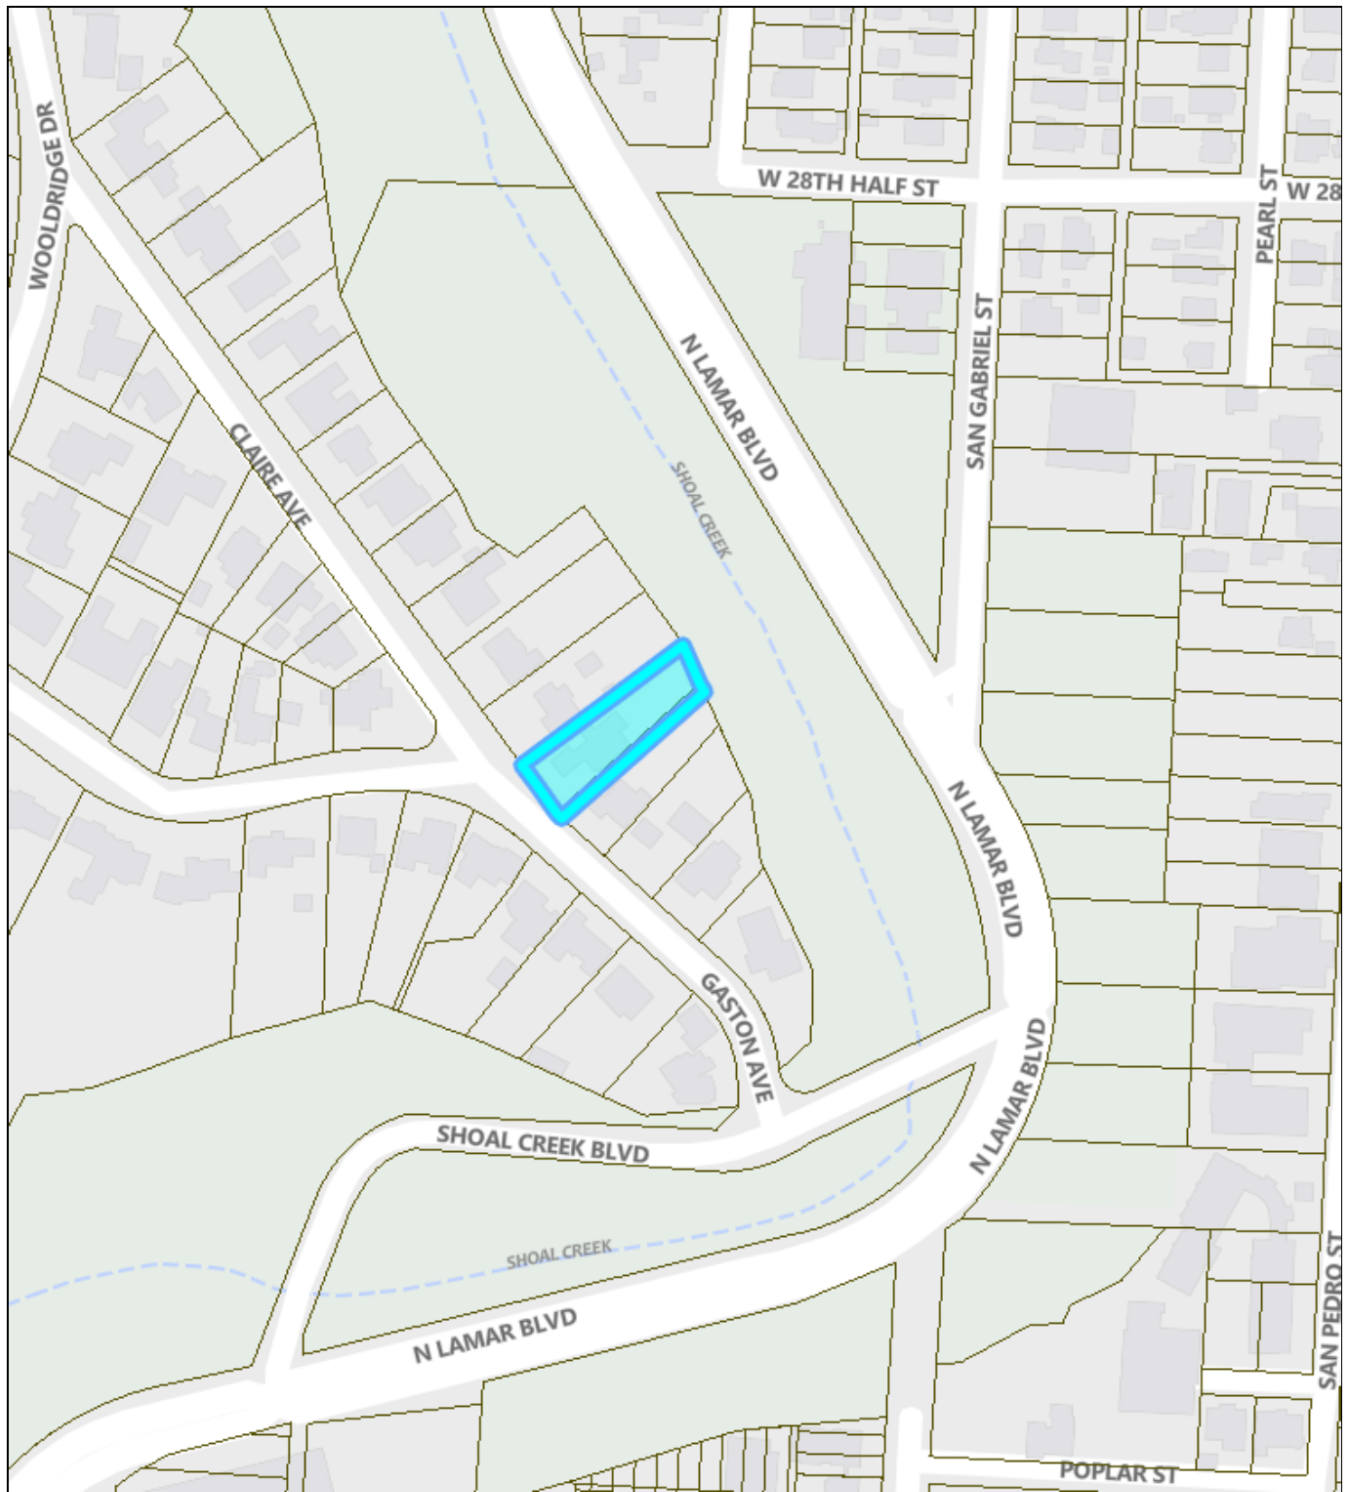 WOOLDRIDGE DR
W 28TH HALF ST
W 28
PEARL ST
N LAMAR BLVD
SAN GABRIEL ST
CLAIRE AVE
SHOAL CREEK
N LAMAR BLVD
GASTON AVE
N LAMAR BLVD
SHOAL CREEK BLVD
SHOAL CREEK
N LAMAR BLVD
SAN PEDRO ST
POPLAR ST